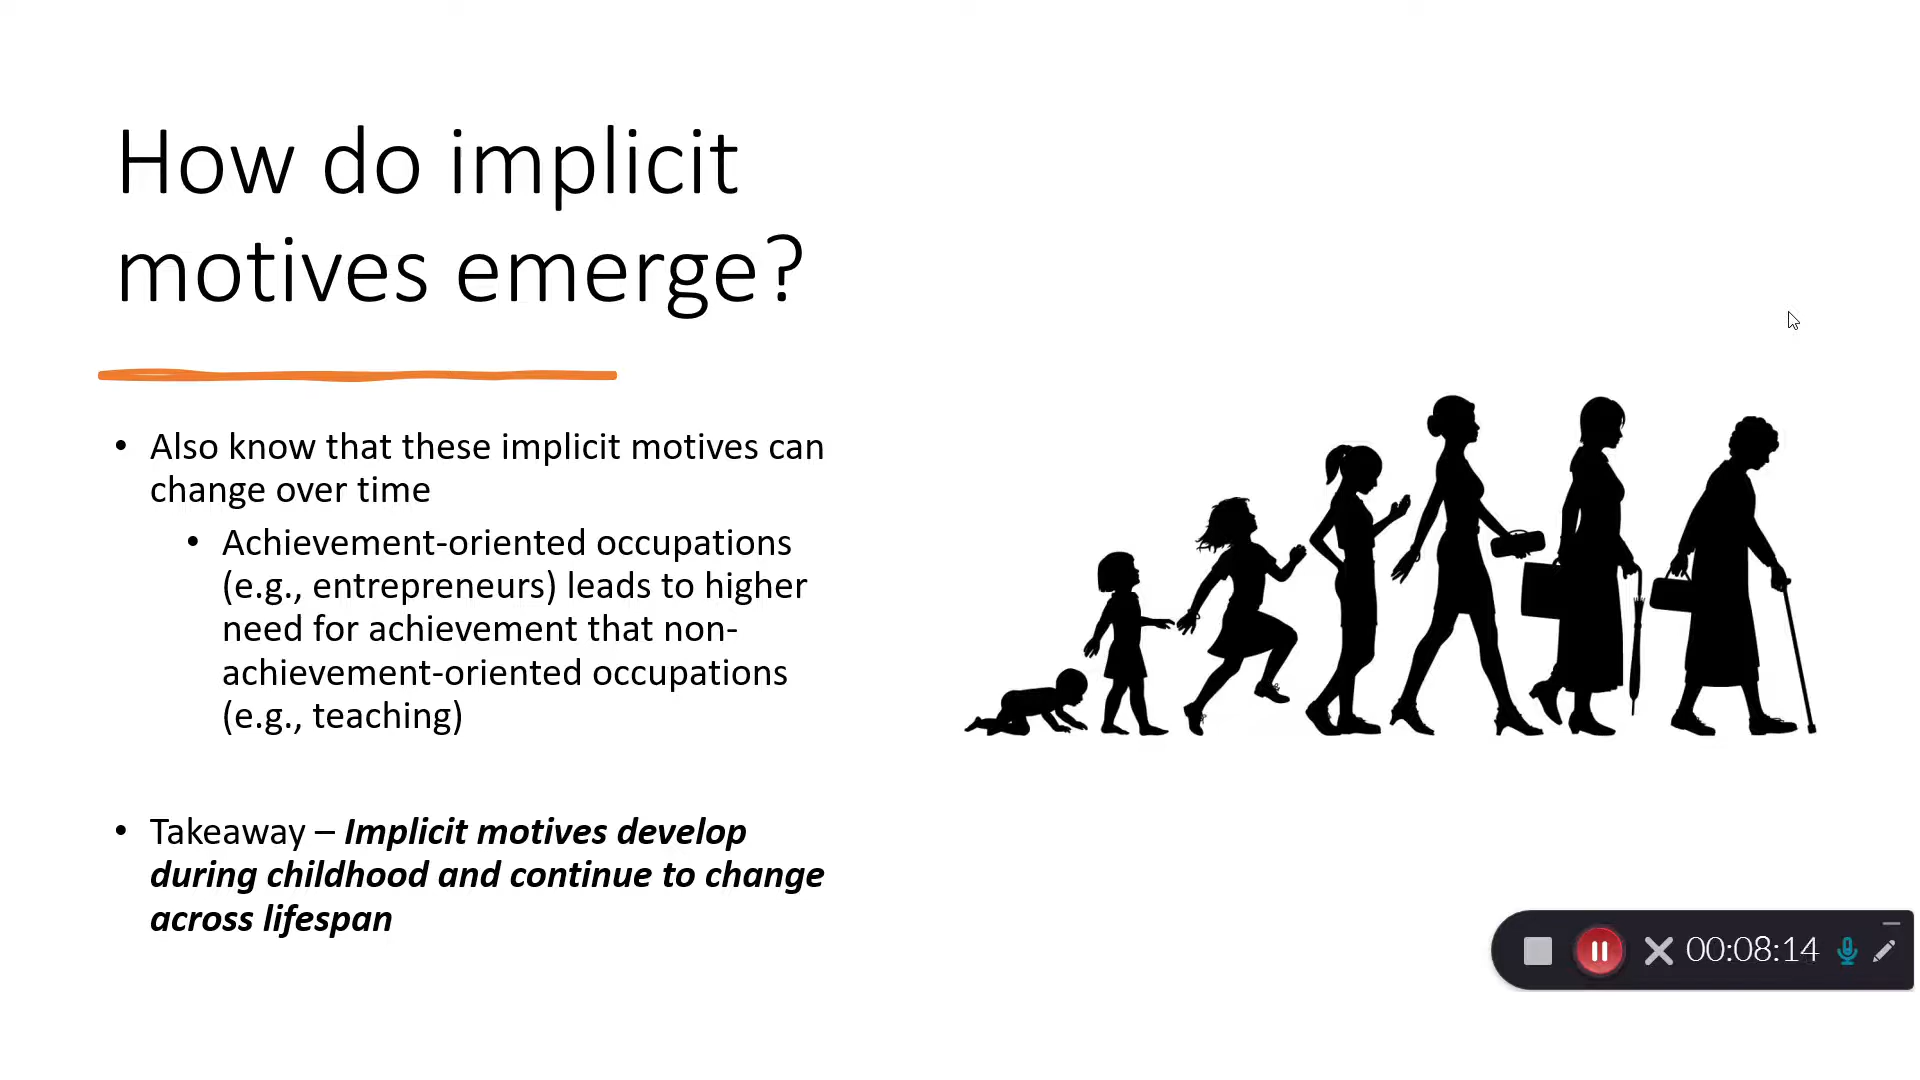 How do implicit
motives emerge?
• Also know that these implicit motives can
change over time
• Achievement-oriented occupations
(e.g., entrepreneurs) leads to higher
need for achievement that non-
achievement-oriented occupations
(e.g., teaching)
• Takeaway – Implicit motives develop
during childhood and continue to change
across lifespan
00:08:14